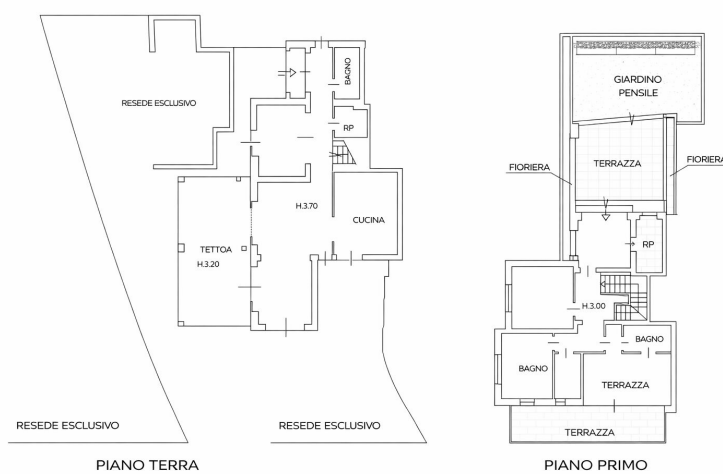 RESEDE ESCLUSIVO
BAGNO
RP
H.3.70
CUCINA
TETTOA
H.3.20
RESEDE ESCLUSIVO
RESEDE ESCLUSIVO
PIANO TERRA
GIARDINO
PENSILE
FIORIERA
TERRAZZA
FIORIERA
RP
H.3.00
BAGNO
BAGNO
TERRAZZA
TERRAZZA
PIANO PRIMO